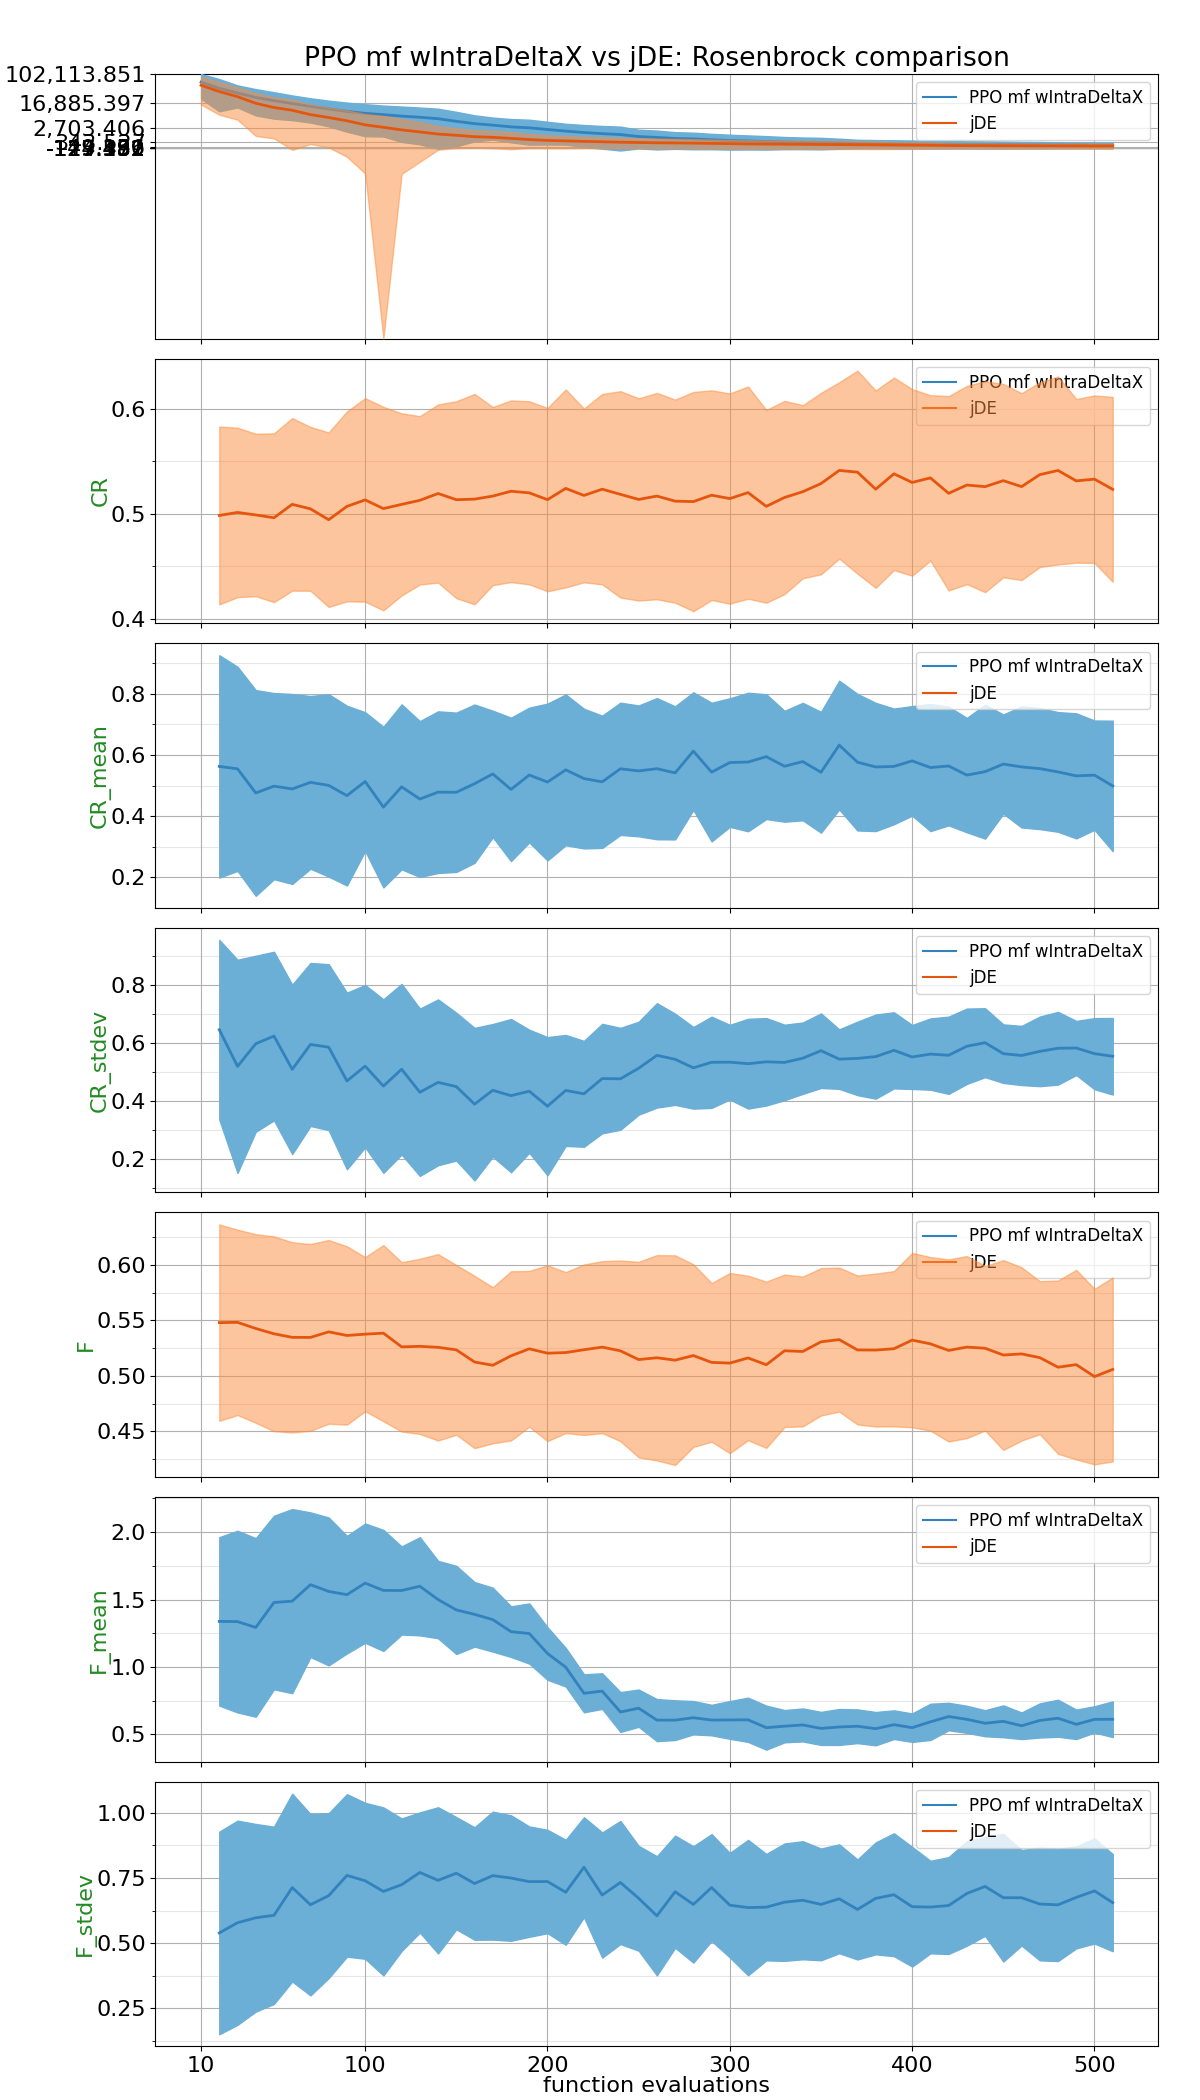 PPO mf wIntraDeltaX vs jDE: Rosenbrock comparison
102,113.851
16,885.397
2,703.406
PPO mf wIntraDeltaX
jDE
CR
0.6
0.5
0.4
PPO mf wIntraDeltaX
jDE
CR_mean
0.8
0.6
0.4
0.2
PPO mf wIntraDeltaX
jDE
CR_stdev
0.8
0.6
0.4
0.2
PPO mf wIntraDeltaX
jDE
F
0.60
0.55
0.50
0.45
PPO mf wIntraDeltaX
jDE
F_mean
2.0
1.5
1.0
0.5
PPO mf wIntraDeltaX
jDE
F_stdev
1.00
0.75
0.50
0.25
PPO mf wIntraDeltaX
jDE
10 100 200 300 400 500
function evaluations